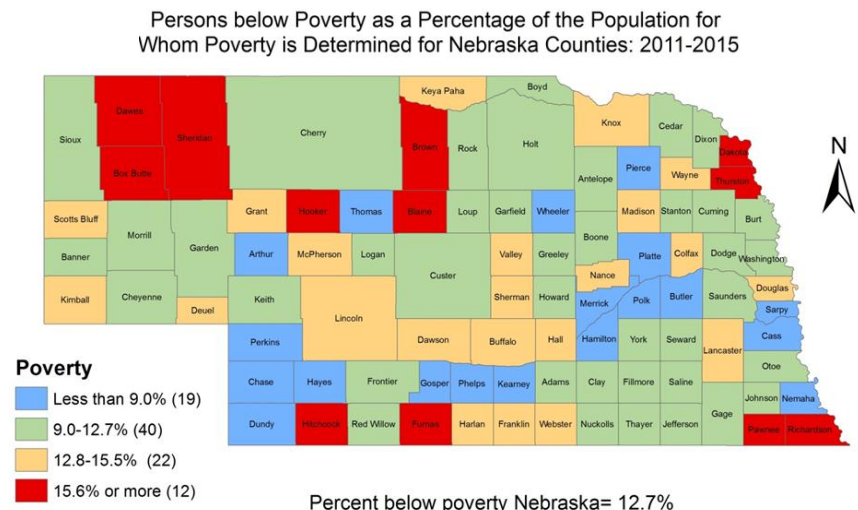 Persons below Poverty as a Percentage of the Population for
Whom Poverty is Determined for Nebraska Counties: 2011-2015
Keya Paha
Boyd
Dawes
Sheridan
Sioux
Cherry
Brown
Rock
Holt
Knox
Cedar
Dixon
Dakota
N
Box Butte
Antelope
Pierce
Wayne
Thurston
Scotts Bluff
Morrill
Garden
Grant
Hooker
Thomas
Blaine
Loup
Garfield
Wheeler
Madison
Stanton
Cuming
Burt
Banner
Arthur
McPherson
Logan
Custer
Valley
Greeley
Boone
Platte
Colfax
Dodge
Washington
Kimball
Cheyenne
Deuel
Keith
Lincoln
Sherman
Howard
Nance
Merrick
Polk
Butler
Saunders
Douglas
Sarpy
Perkins
Dawson
Buffalo
Hall
Hamilton
York
Seward
Lancaster
Cass
Otoe
Chase
Hayes
Frontier
Gosper
Phelps
Kearney
Adams
Clay
Fillmore
Saline
Gage
Johnson
Nemaha
Dundy
Hitchcock
Red Willow
Furnas
Harlan
Franklin
Webster
Nuckolls
Thayer
Jefferson
Pawnee
Richardson
Poverty
Less than 9.0% (19)
9.0-12.7% (40)
12.8-15.5% (22)
15.6% or more (12)
Percent below poverty Nebraska= 12.7%